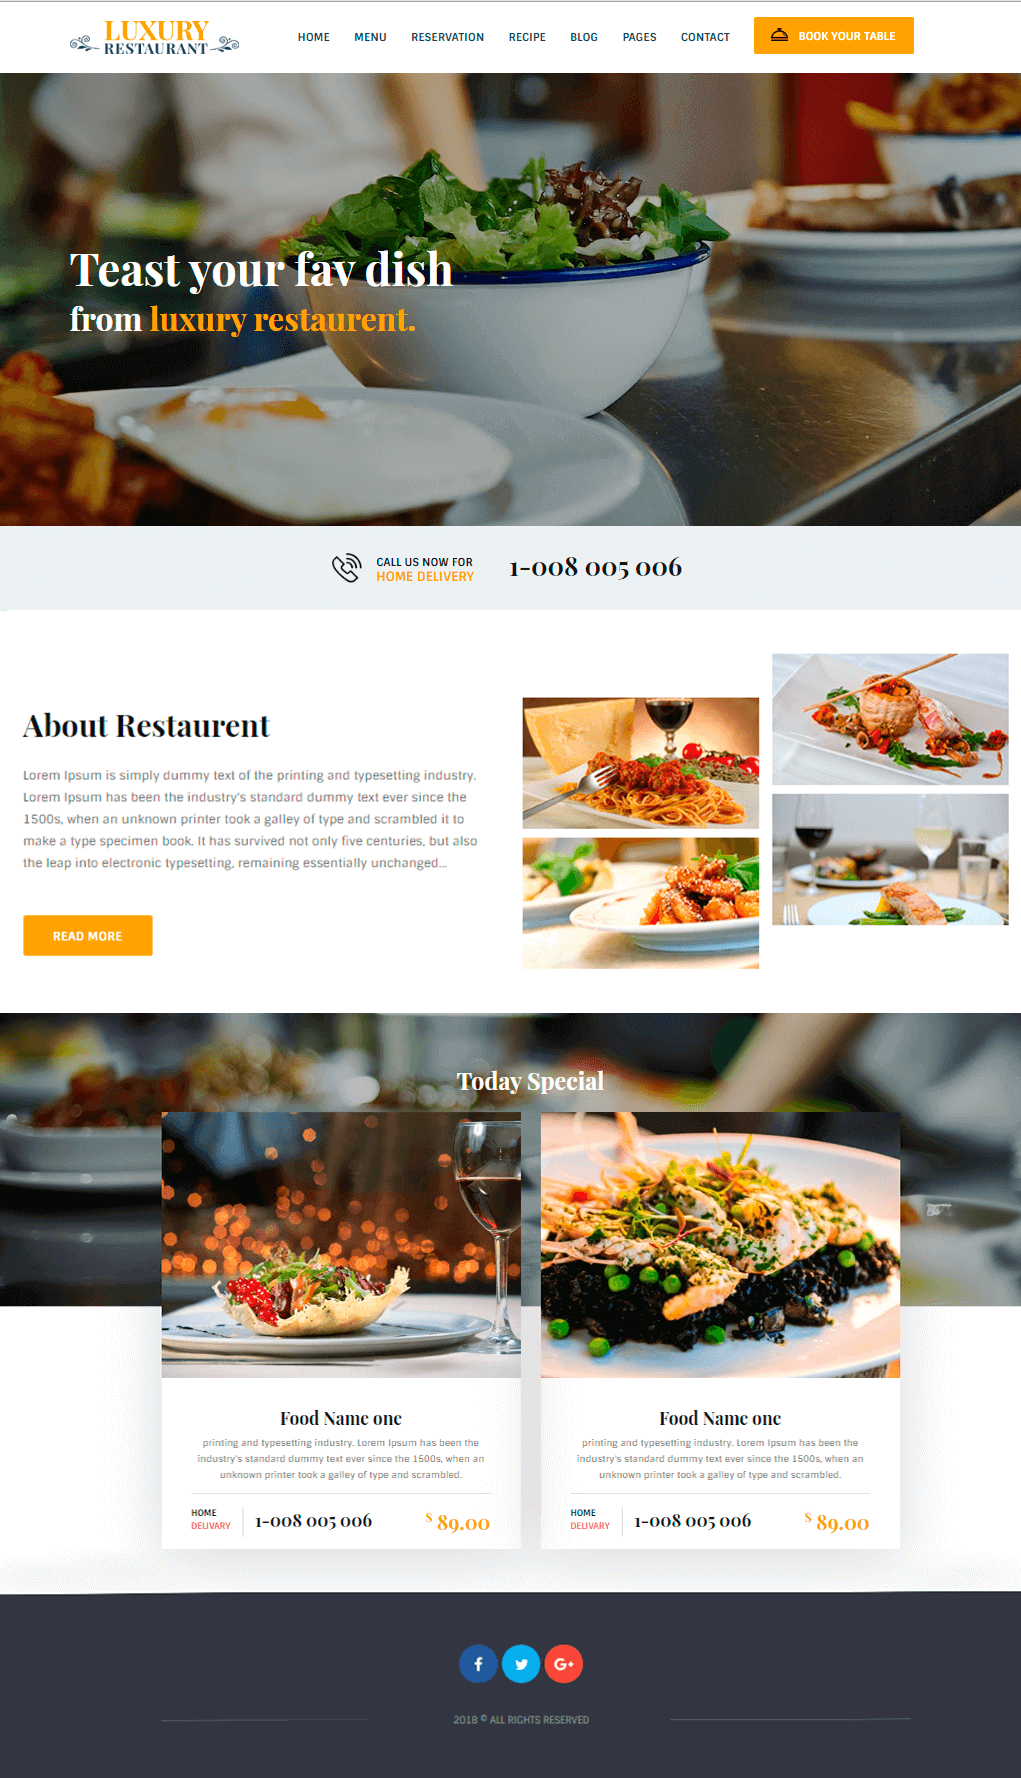 LUXURY
RESTAURANT
HOME MENU RESERVATION RECIPE BLOG PAGES CONTACT BOOK YOUR TABLE
Teast your fav dish
from luxury restaurent.
CALL US NOW FOR
HOME DELIVERY
1-008 005 006
About Restaurent
Lorem Ipsum is simply dummy text of the printing and typesetting industry.
Lorem Ipsum has been the industry's standard dummy text ever since the
1500s, when an unknown printer took a galley of type and scrambled it to
make a type specimen book. It has survived not only five centuries, but also
the leap into electronic typesetting, remaining essentially unchanged...
READ MORE
Today Special
Food Name one
printing and typesetting industry. Lorem Ipsum has been the
industry's standard dummy text ever since the 1500s, when an
unknown printer took a galley of type and scrambled.
HOME
DELIVARY
1-008 005 006
$ 89.00
Food Name one
printing and typesetting industry. Lorem Ipsum has been the
industry's standard dummy text ever since the 1500s, when an
unknown printer took a galley of type and scrambled.
HOME
DELIVARY
1-008 005 006
$ 89.00
f
G+
2018 © ALL RIGHTS RESERVED